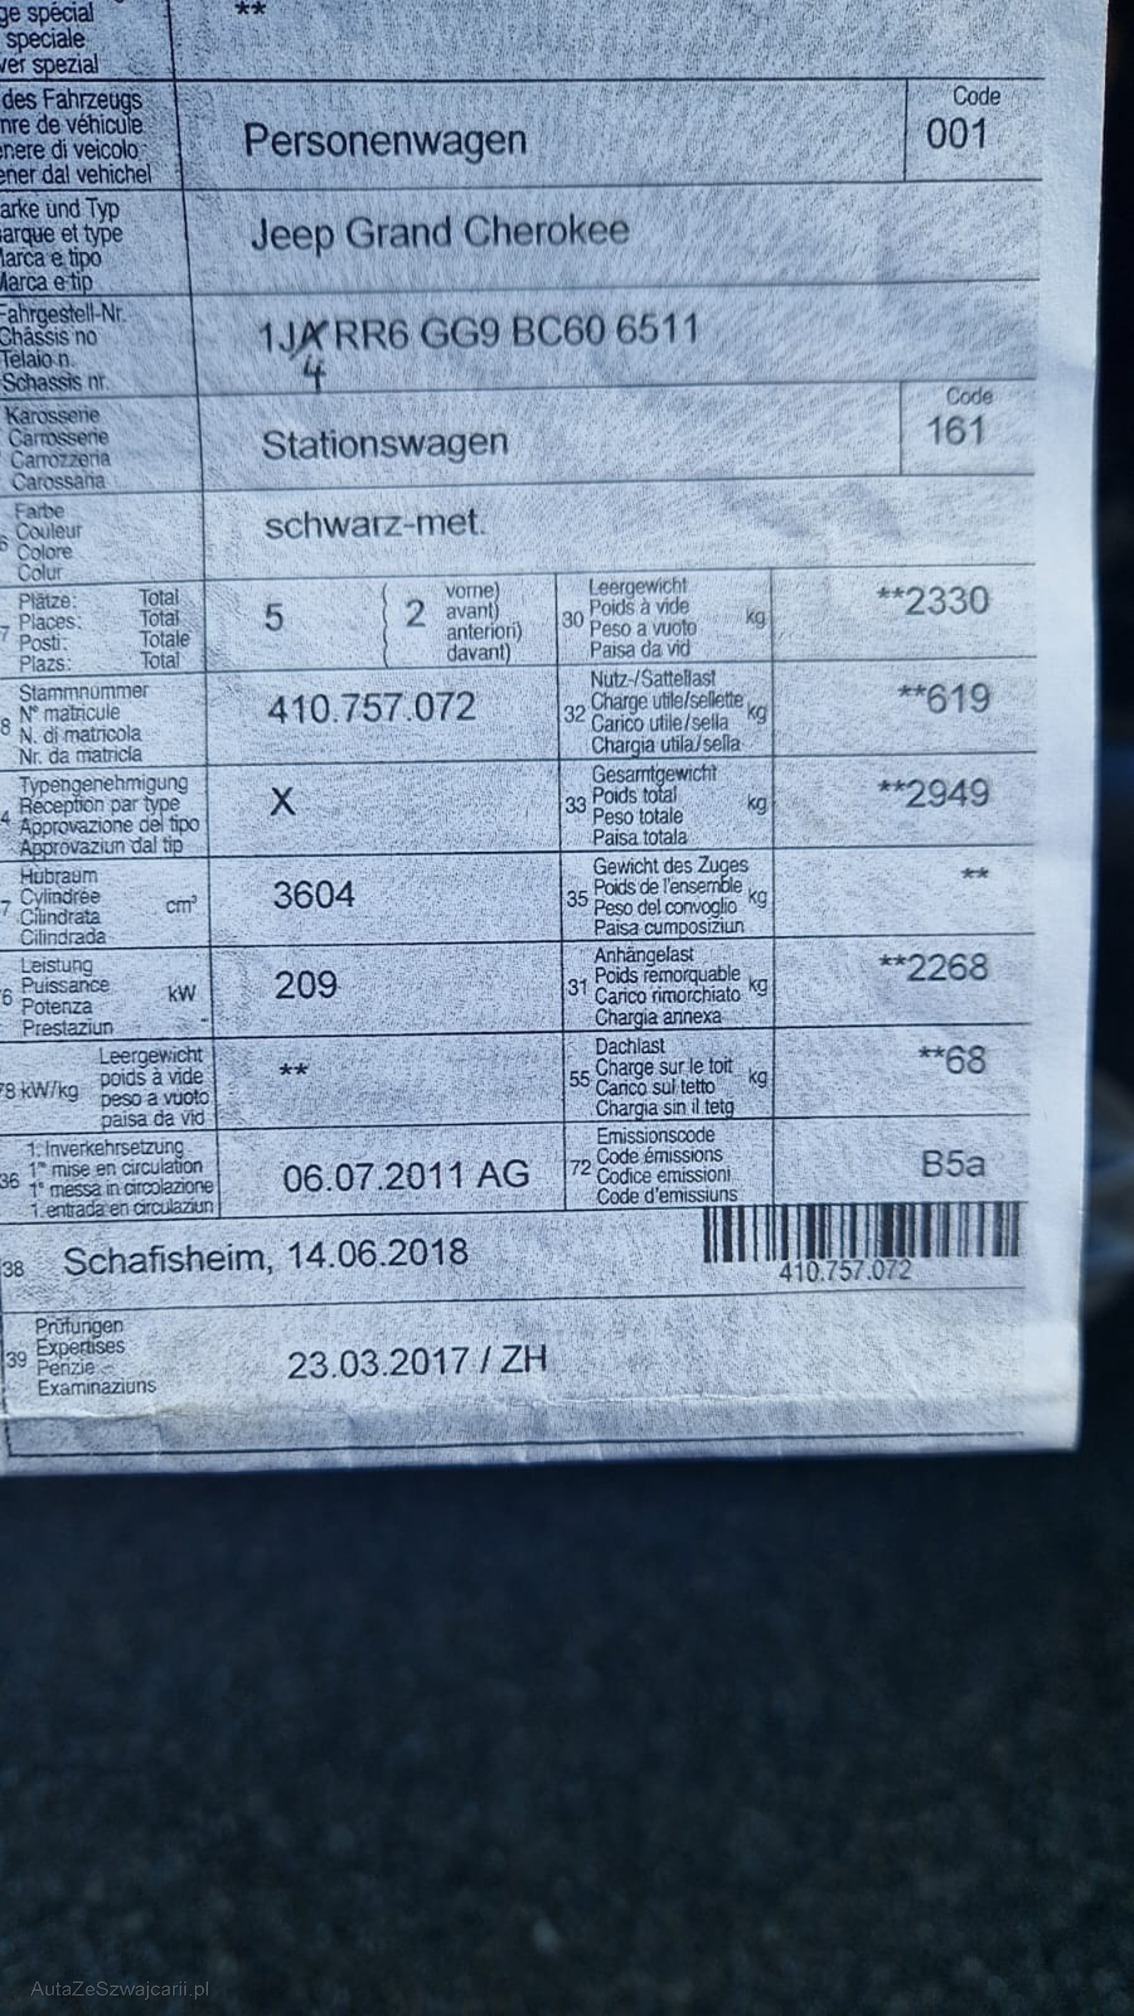 ge spécial
speciale
ver spezial
**
des Fahrzeugs
nre de véhicule
enere di veicolo
ener dal vehichel
Personenwagen
Code
001
arke und Typ
arque et type
Marca e tipo
Marca e tip
Jeep Grand Cherokee
Fahrgestell-Nr.
Châssis no
Telaio n.
Schassis nr.
1J RR6 GG9 BC60 6511
4
Karosserie
Carrosserie
Carrozzeria
Carossaria
Stationswagen
Code
161
Farbe
Couleur
Colore
Colur
schwarz-met.
7 Plätze: Total
Places: Total
Posti: Totale
Plazs: Total
5 ( 2
vorne)
avant)
anteriori)
davant)
30 Leergewicht
Poids à vide
Peso a vuoto
Paisa da vid
kg
**2330
8 Stammnummer
N° matricule
N. di matricola
Nr. da matricla
410.757.072
32 Nutz-/Sattellast
Charge utile/sellette
Carico utile/sella
Chargia utila/sella
kg
**619
4 Typengenehmigung
Réception par type
Approvazione del tipo
Approvaziun dal tip
X
33 Gesamtgewicht
Poids total
Peso totale
Paisa totala
kg
**2949
7 Hubraum
Cylindrée
Cilindrata
Cilindrada
cm³
3604
35 Gewicht des Zuges
Poids de l'ensemble
Peso del convoglio
Paisa cumposiziun
kg
**
6 Leistung
Puissance
Potenza
Prestaziun
kW
209
31 Anhängelast
Poids remorquable
Carico rimorchiato
Chargia annexa
kg
**2268
78 kW/kg
Leergewicht
poids à vide
peso a vuoto
paisa da vid
**
55 Dachlast
Charge sur le toit
Carico sul tetto
Chargia sin il tetg
kg
**68
36 1. Inverkehrsetzung
1re mise en circulation
1a messa in circolazione
1. entrada en circulaziun
06.07.2011 AG
72 Emissionscode
Code émissions
Codice emissioni
Code d'emissiuns
B5a
38 Schafisheim, 14.06.2018
410.757.072
39 Prüfungen
Expertises
Perizie
Examinaziuns
23.03.2017 / ZH
AutaZeSzwajcarii.pl